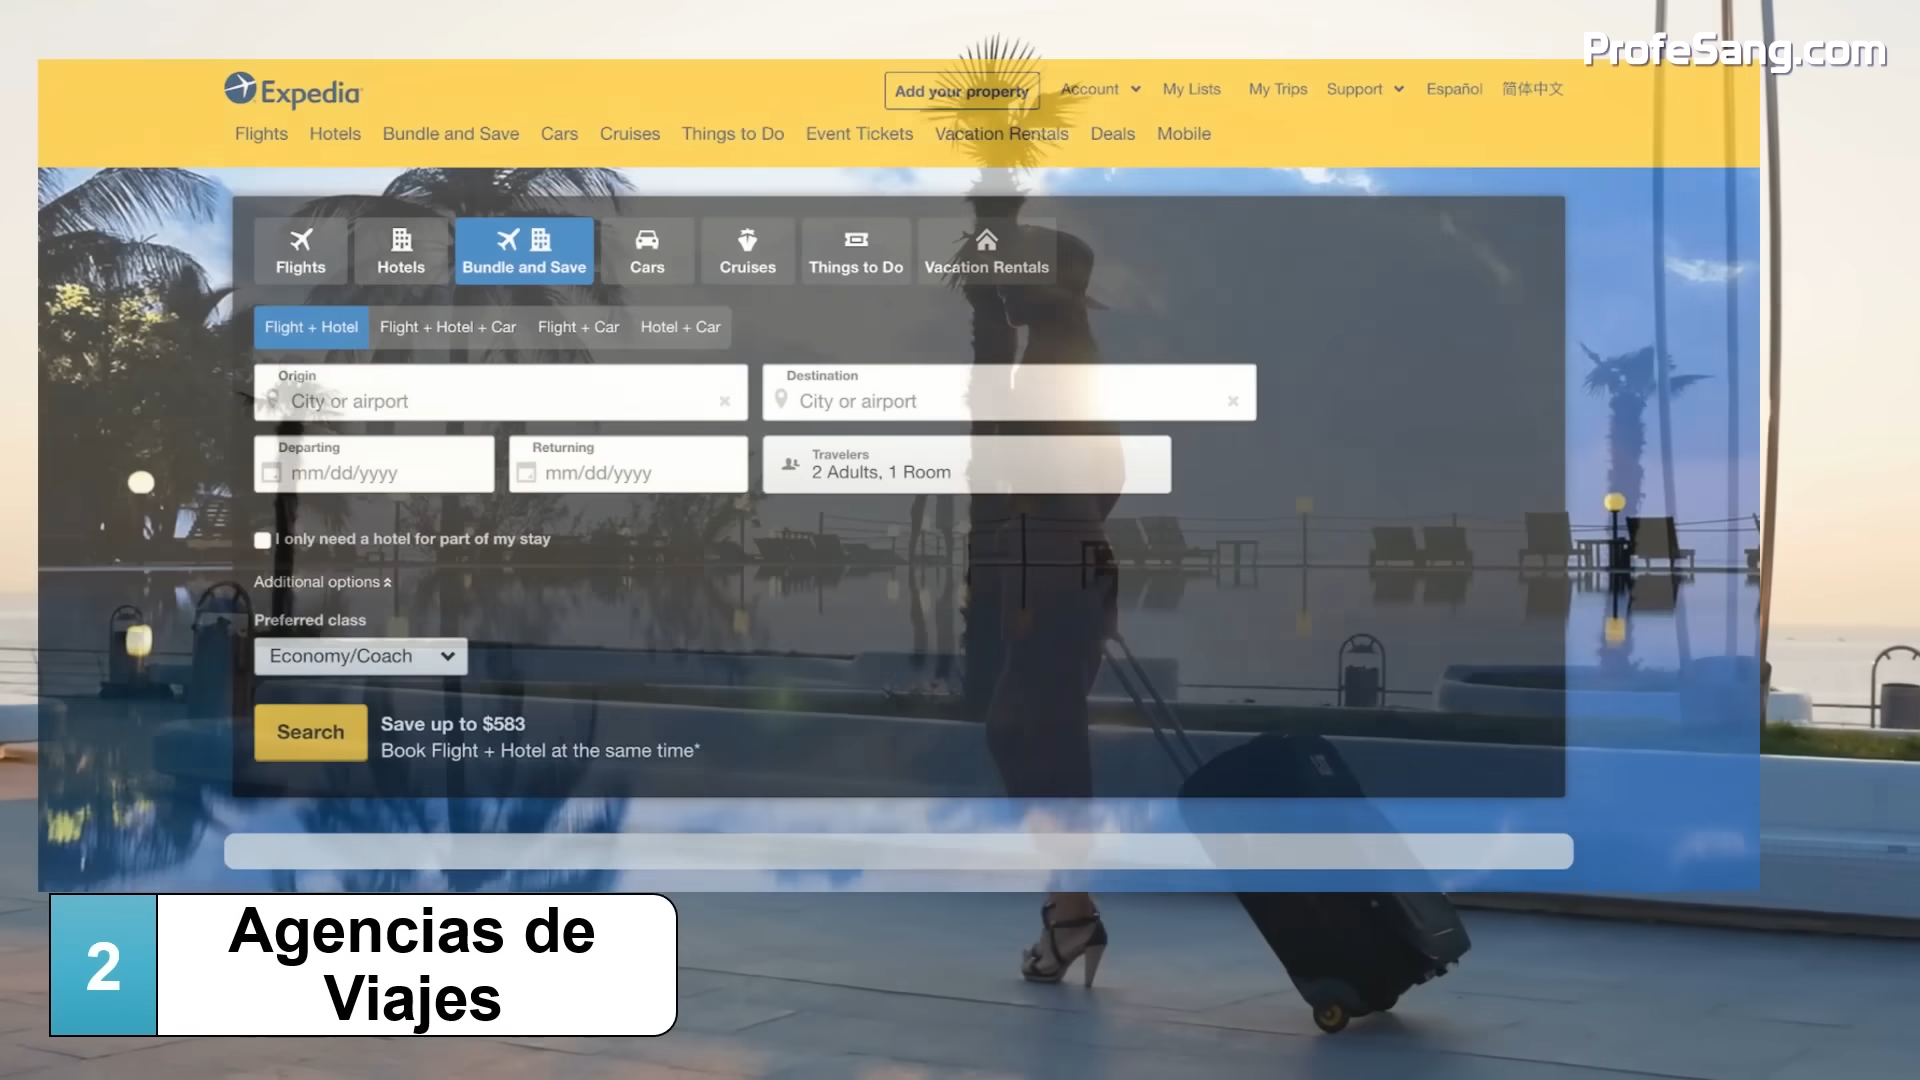 ProfeSang.com
Expedia
Add your property
Account
My Lists
My Trips
Support
Español
简体中文
Flights
Hotels
Bundle and Save
Cars
Cruises
Things to Do
Event Tickets
Vacation Rentals
Deals
Mobile
Flights
Hotels
Bundle and Save
Cars
Cruises
Things to Do
Vacation Rentals
Flight + Hotel
Flight + Hotel + Car
Flight + Car
Hotel + Car
Origin
City or airport
Destination
City or airport
Departing
mm/dd/yyyy
Returning
mm/dd/yyyy
Travelers
2 Adults, 1 Room
I only need a hotel for part of my stay
Additional options
Preferred class
Economy/Coach
Search
Save up to $583
Book Flight + Hotel at the same time*
2
Agencias de
Viajes